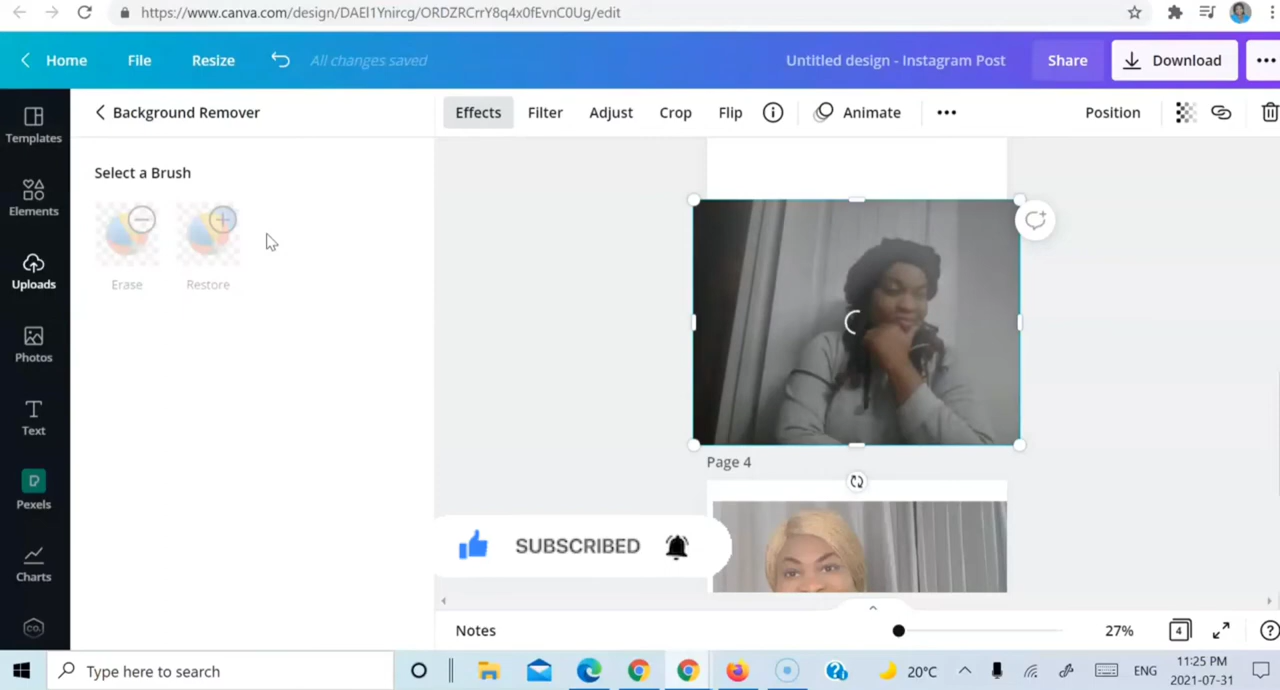 https://www.canva.com/design/DAEl1Ynircg/ORDZRCrrY8q4x0fEvnC0Ug/edit
Home File Resize All changes saved Untitled design - Instagram Post Share Download
Templates
Elements
Uploads
Photos
Text
Pexels
Charts
co.
Background Remover
Select a Brush
Erase Restore
Effects Filter Adjust Crop Flip Animate Position
Page 4
SUBSCRIBED
Notes 27% 4
Type here to search
20°C ENG 11:25 PM
2021-07-31